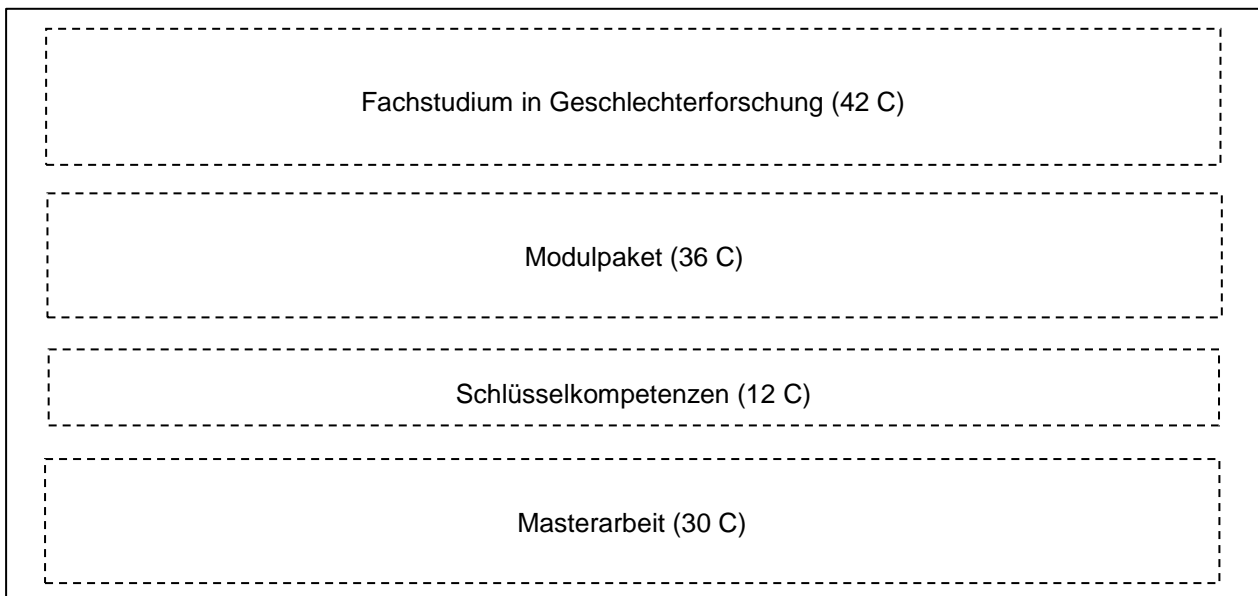 Fachstudium in Geschlechterforschung (42 C)
Modulpaket (36 C)
Schlüsselkompetenzen (12 C)
Masterarbeit (30 C)